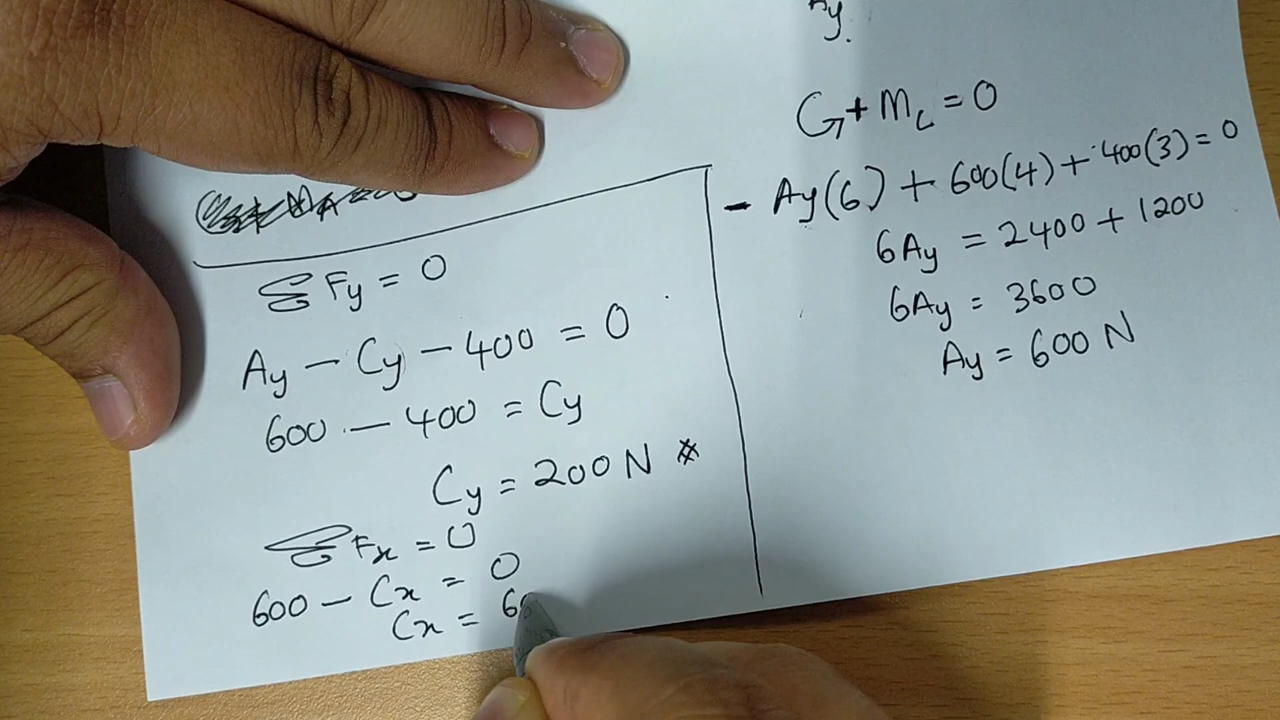 Ay.
↺+ Mc = 0
- Ay(6) + 600(4) + 400(3) = 0
6Ay = 2400 + 1200
6Ay = 3600
Ay = 600 N
ΣFy = 0
Ay - Cy - 400 = 0
600 - 400 = Cy
Cy = 200 N *
ΣFx = 0
600 - Cx = 0
Cx = 60